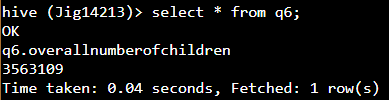 hive (Jig14213)> select * from q6;
OK
q6.overallnumberofchildren
3563109
Time taken: 0.04 seconds, Fetched: 1 row(s)